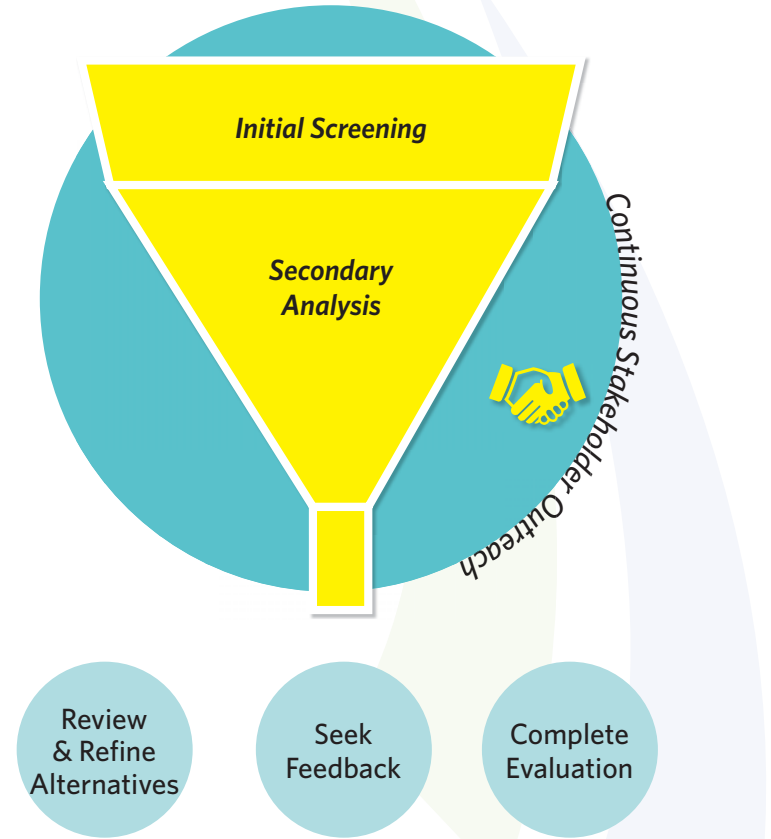 Initial Screening
Secondary
Analysis
Continuous Stakeholder Outreach
Review
& Refine
Alternatives
Seek
Feedback
Complete
Evaluation